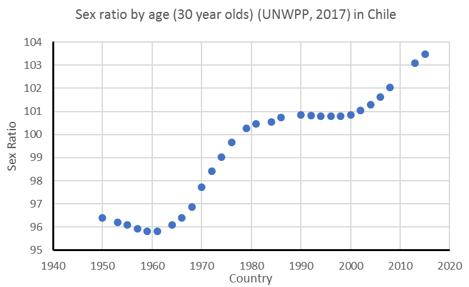 Sex ratio by age (30 year olds) (UNWPP, 2017) in Chile
104
103
102
101
100
99
98
97
96
95
Sex Ratio
1940 1950 1960 1970 1980 1990 2000 2010 2020
Country